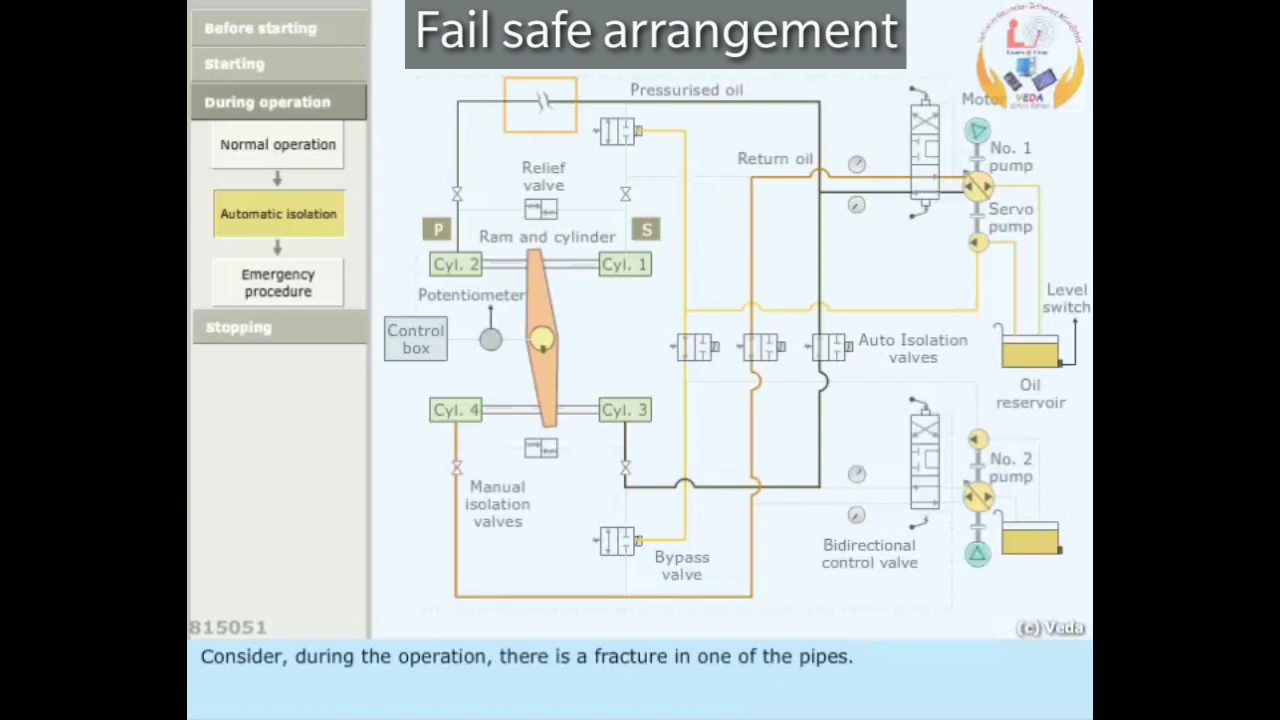 Fail safe arrangement
Before starting
Starting
During operation
Normal operation
Automatic isolation
Emergency
procedure
Stopping
815051
Pressurised oil
Return oil
Relief
valve
P
S
Ram and cylinder
Cyl. 2
Cyl. 1
Potentiometer
Control
box
Cyl. 4
Cyl. 3
Manual
isolation
valves
Bypass
valve
Auto Isolation
valves
Bidirectional
control valve
Motor
No. 1
pump
Servo
pump
Level
switch
Oil
reservoir
No. 2
pump
VEDA
(c) Veda
Consider, during the operation, there is a fracture in one of the pipes.